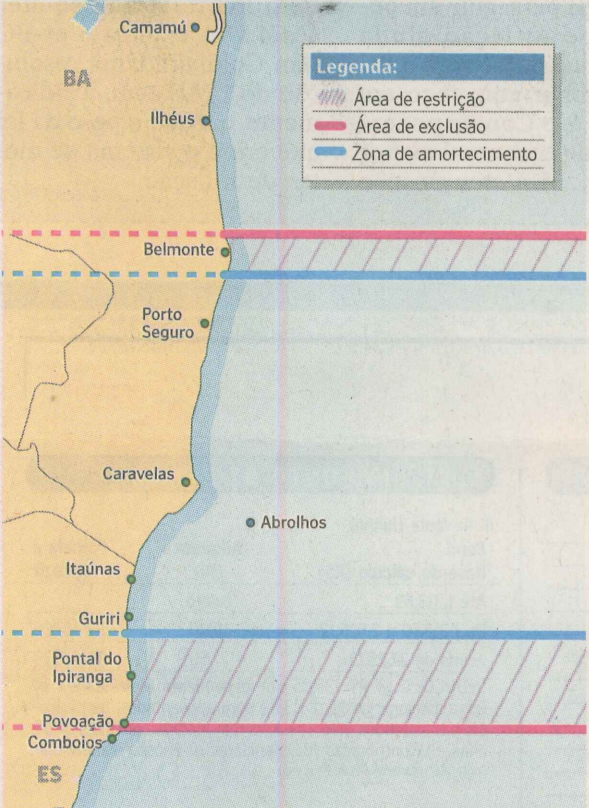 Camamú
BA
Legenda:
Área de restrição
Ilhéus
Área de exclusão
Zona de amortecimento
Belmonte
Porto
Seguro
Caravelas
Abrolhos
Itaúnas
Guriri
Pontal do
Ipiranga
Povoação
Comboios
ES